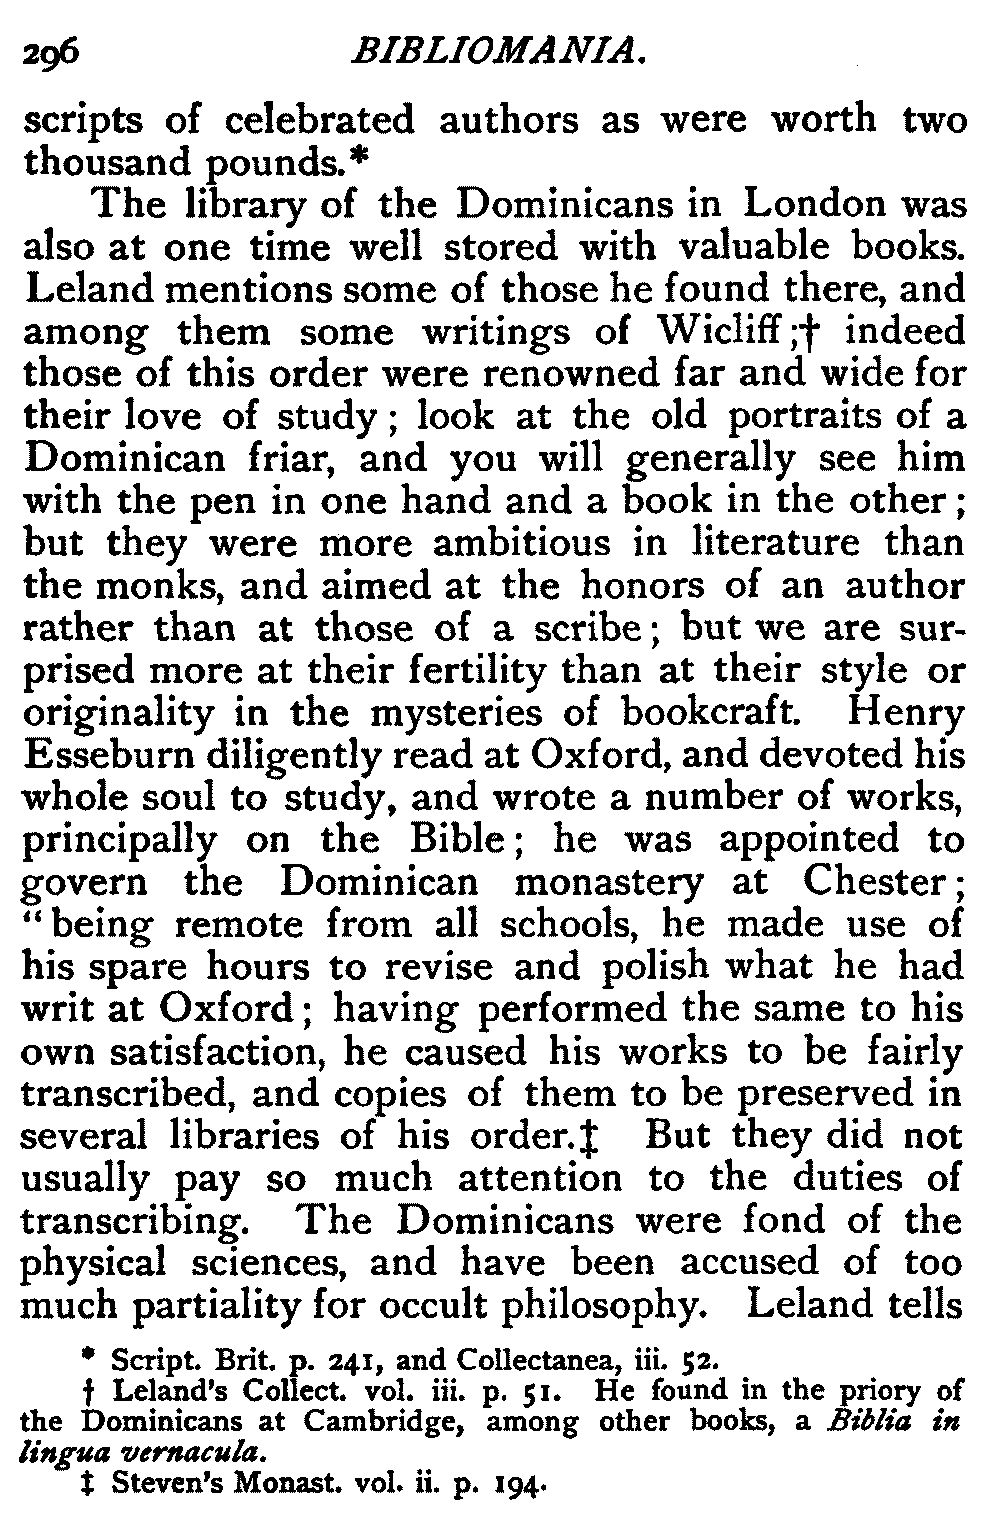 296 BIBLIOMANIA.
scripts of celebrated authors as were worth two
thousand pounds.*
The library of the Dominicans in London was
also at one time well stored with valuable books.
Leland mentions some of those he found there, and
among them some writings of Wicliff;† indeed
those of this order were renowned far and wide for
their love of study; look at the old portraits of a
Dominican friar, and you will generally see him
with the pen in one hand and a book in the other;
but they were more ambitious in literature than
the monks, and aimed at the honors of an author
rather than at those of a scribe; but we are sur-
prised more at their fertility than at their style or
originality in the mysteries of bookcraft. Henry
Esseburn diligently read at Oxford, and devoted his
whole soul to study, and wrote a number of works,
principally on the Bible; he was appointed to
govern the Dominican monastery at Chester;
“being remote from all schools, he made use of
his spare hours to revise and polish what he had
writ at Oxford; having performed the same to his
own satisfaction, he caused his works to be fairly
transcribed, and copies of them to be preserved in
several libraries of his order.‡ But they did not
usually pay so much attention to the duties of
transcribing. The Dominicans were fond of the
physical sciences, and have been accused of too
much partiality for occult philosophy. Leland tells
* Script. Brit. p. 241, and Collectanea, iii. 52.
† Leland's Collect. vol. iii. p. 51. He found in the priory of
the Dominicans at Cambridge, among other books, a Biblia in
lingua vernacula.
‡ Steven's Monast. vol. ii. p. 194.